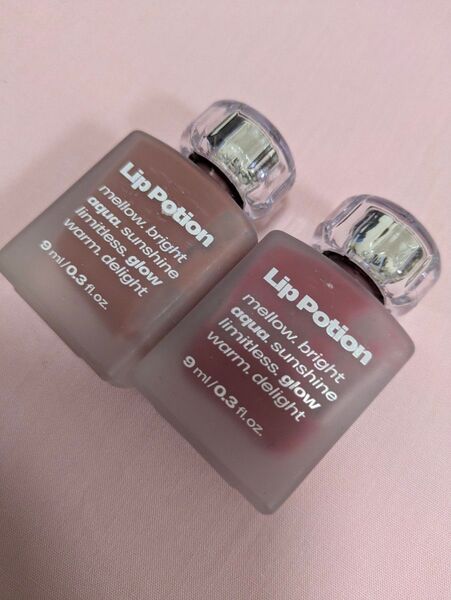 Lip Potion
mellow. bright
aqua. sunshine
limitless. glow
warm. delight
9 ml/0.3 fl.oz.
Lip Potion
mellow. bright
aqua. sunshine
limitless. glow
warm. delight
9 ml/0.3 fl.oz.